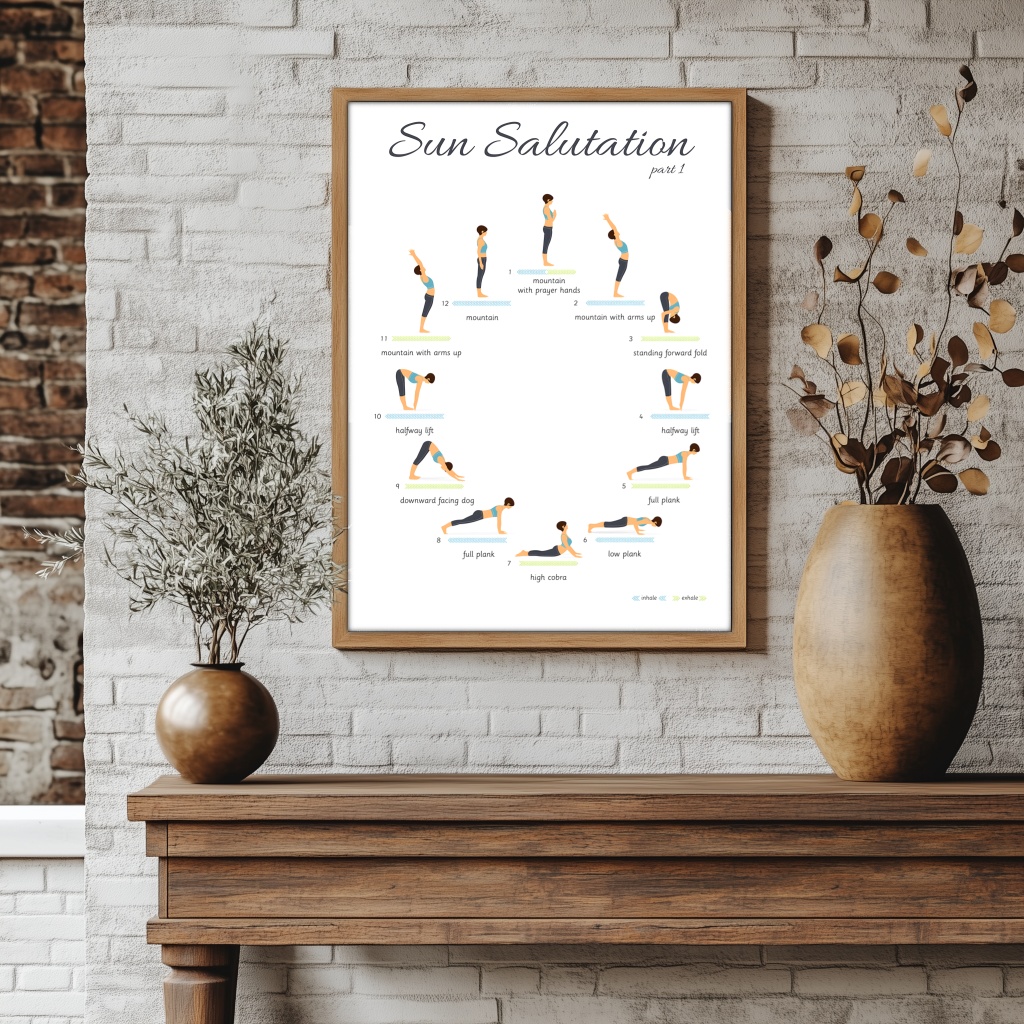 Sun Salutation
part 1
1
mountain
with prayer hands
2
mountain with arms up
3
standing forward fold
4
halfway lift
5
full plank
6
low plank
7
high cobra
8
full plank
9
downward facing dog
10
halfway lift
11
mountain with arms up
12
mountain
inhale exhale